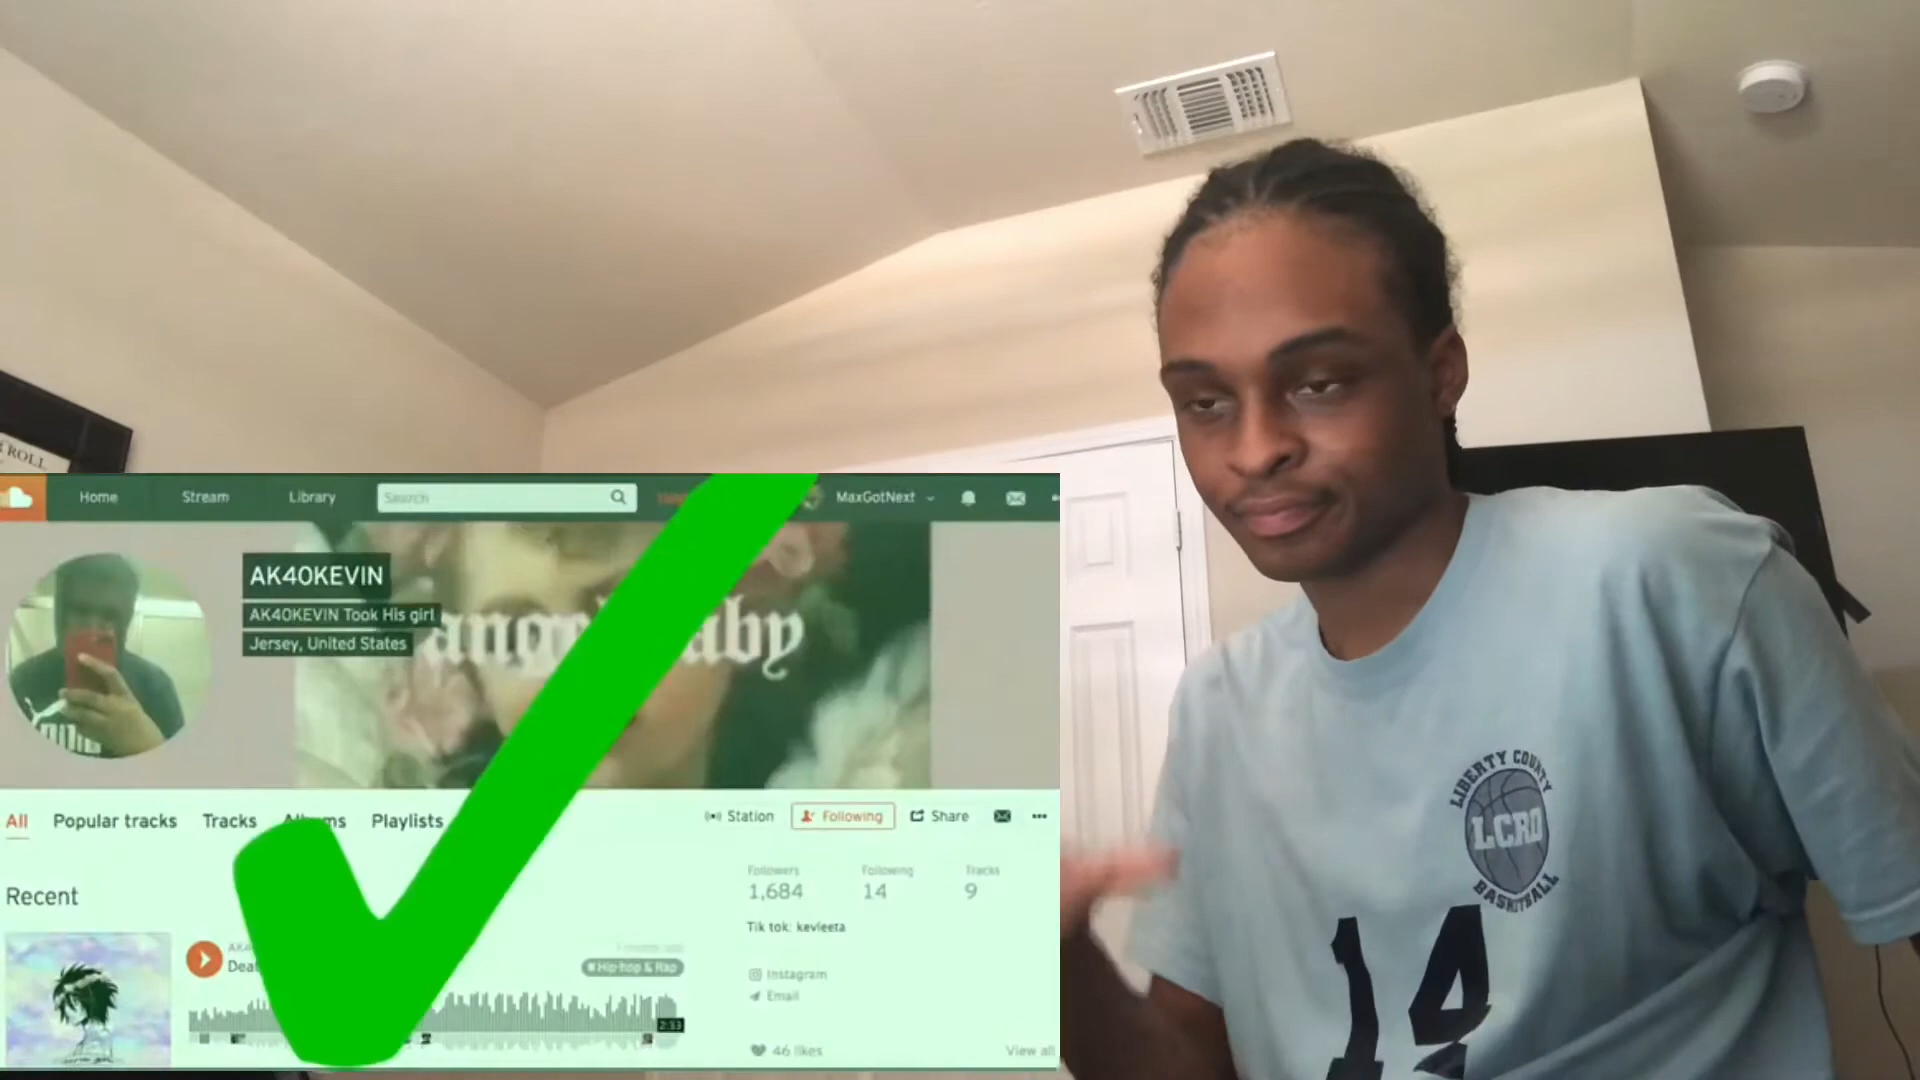 ROLL
Home Stream Library Search MaxGotNext
AK40KEVIN
AK40KEVIN Took His girl
Jersey, United States
All Popular tracks Tracks Playlists
Station Following Share
Followers Following Tracks
1,684 14 9
Tik tok: kevleeta
Recent
# Hip-hop & Rap
Instagram
Email
2:53
46 likes View all
LIBERTY COUNTY
LCRD
BASKETBALL
14